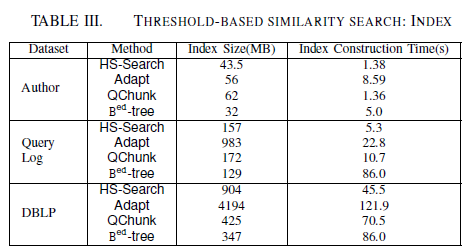 TABLE III. THRESHOLD-BASED SIMILARITY SEARCH: INDEX
Dataset Method Index Size(MB) Index Construction Time(s)
Author HS-Search 43.5 1.38
Adapt 56 8.59
QChunk 62 1.36
Bed-tree 32 5.0
Query Log HS-Search 157 5.3
Adapt 983 22.8
QChunk 172 10.7
Bed-tree 129 86.0
DBLP HS-Search 904 45.5
Adapt 4194 121.9
QChunk 425 70.5
Bed-tree 347 86.0